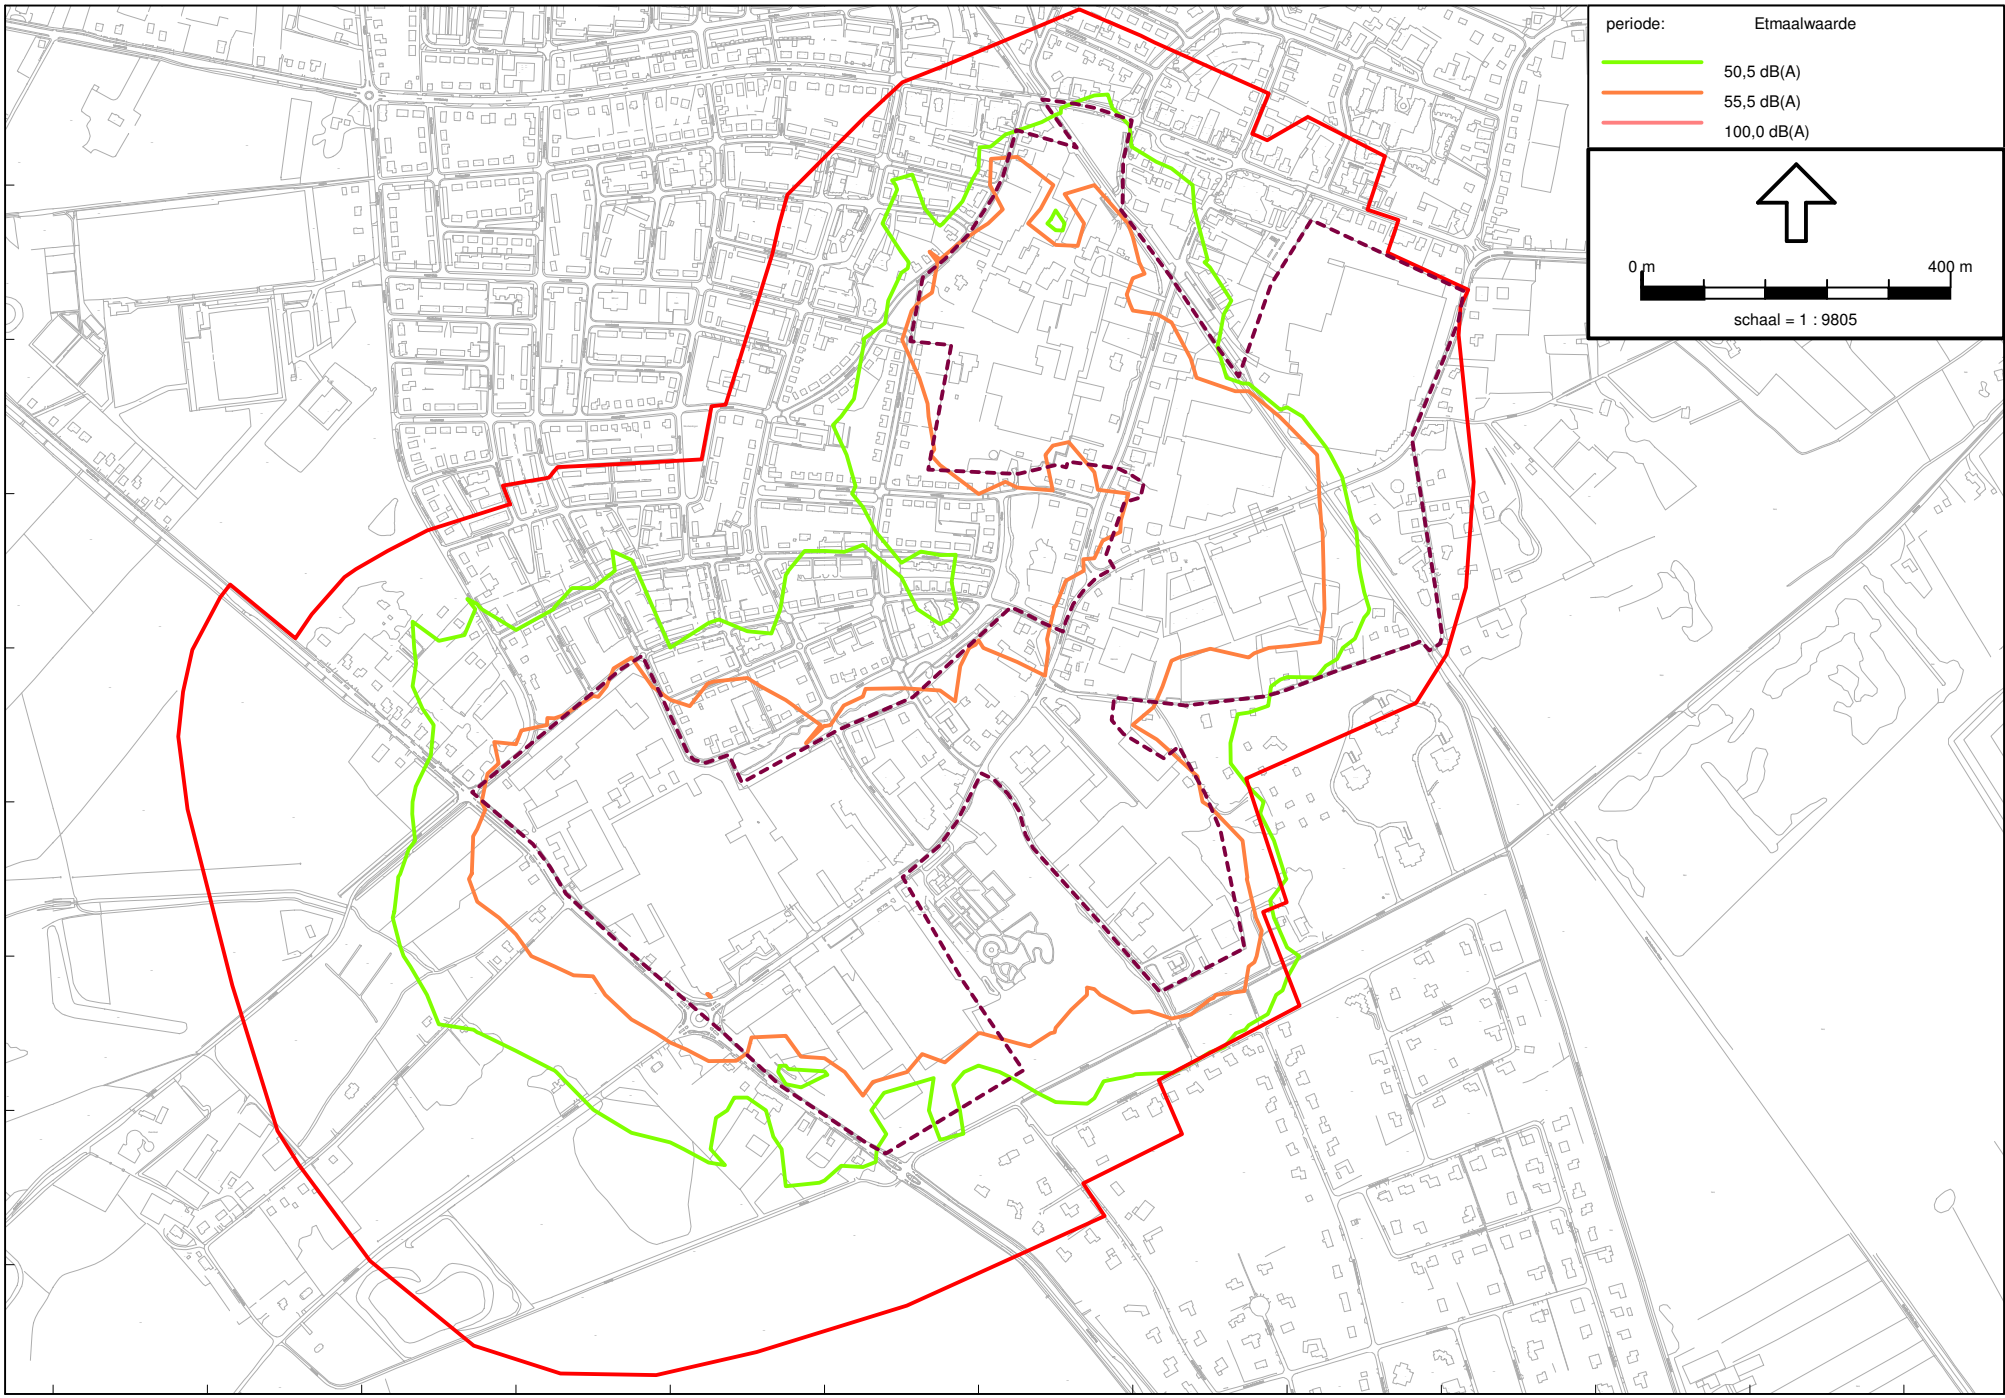 periode: Etmaalwaarde
50,5 dB(A)
55,5 dB(A)
100,0 dB(A)
0 m 400 m
schaal = 1 : 9805